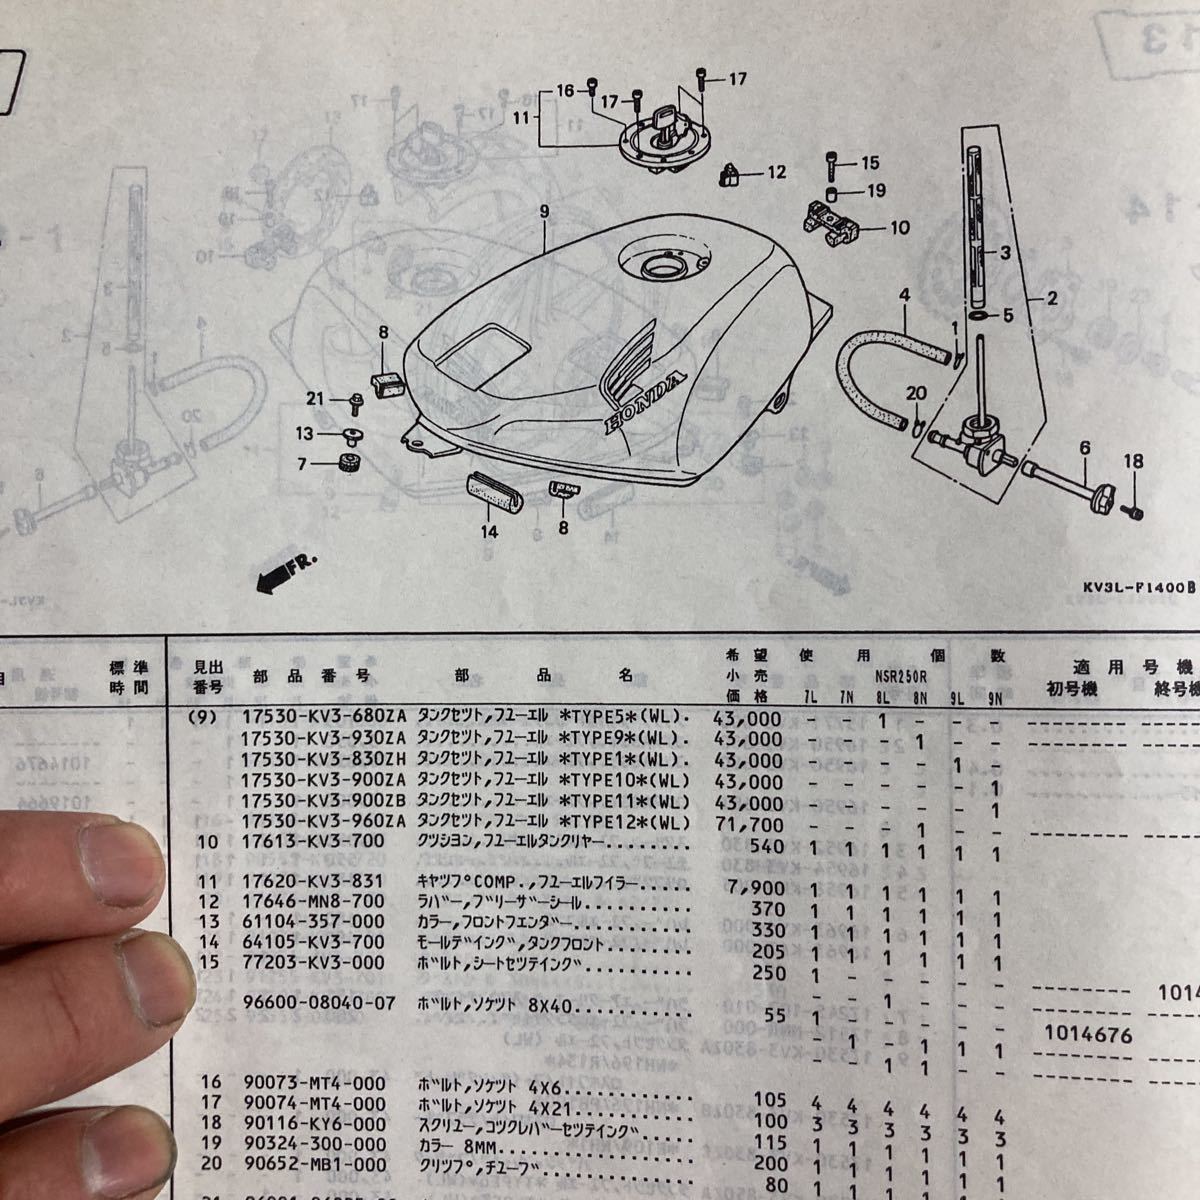 16
17
17
11
12
15
19
10
9
3
2
4
1
5
8
21
20
13
7
6
18
14
8
HONDA
FR.
KV3L-F1400B
標準時間 見出番号 部品番号 部品名 希望小売価格 使用個数 適用号機
NSR250R
7L 7N 8L 8N 9L 9N 初号機 終号機
(9) 17530-KV3-680ZA タンクセツト,フユーエル *TYPE5*(WL). 43,000 - - 1 - - -
17530-KV3-930ZA タンクセツト,フユーエル *TYPE9*(WL). 43,000 - - - 1 - -
17530-KV3-830ZH タンクセツト,フユーエル *TYPE1*(WL). 43,000 - - - - 1 -
17530-KV3-900ZA タンクセツト,フユーエル *TYPE10*(WL) 43,000 - - - - - 1
17530-KV3-900ZB タンクセツト,フユーエル *TYPE11*(WL) 43,000 - - - - - 1
17530-KV3-960ZA タンクセツト,フユーエル *TYPE12*(WL) 71,700 - - - 1 - -
10 17613-KV3-700 クツシヨン,フユーエルタンクリヤー........ 540 1 1 1 1 1 1
11 17620-KV3-831 キヤツプCOMP.,フユーエルフイラー..... 7,900 1 1 1 1 1 1
12 17646-MN8-700 ラバー,ブリーザーシール.......... 370 1 1 1 1 1 1
13 61104-357-000 カラー,フロントフエンダー........... 330 1 1 1 1 1 1
14 64105-KV3-700 モールデイング,タンクフロント........ 205 1 1 1 1 1 1
15 77203-KV3-000 ボルト,シートセツテイング.......... 250 1 - - - - -
96600-08040-07 ボルト,ソケツト 8X40.......... 55 1
1014676
16 90073-MT4-000 ボルト,ソケツト 4X6........... 105 4 4 4 4 4 4
17 90074-MT4-000 ボルト,ソケツト 4X21.......... 100 3 3 3 3 3 3
18 90116-KY6-000 スクリユー,コツクレバーセツテイング..... 115 1 1 1 1 1 1
19 90324-300-000 カラー 8MM................ 200 1 1 1 1 1 1
20 90652-MB1-000 クリツプ,チユーブ............ 80 1 1 1 1 1 1